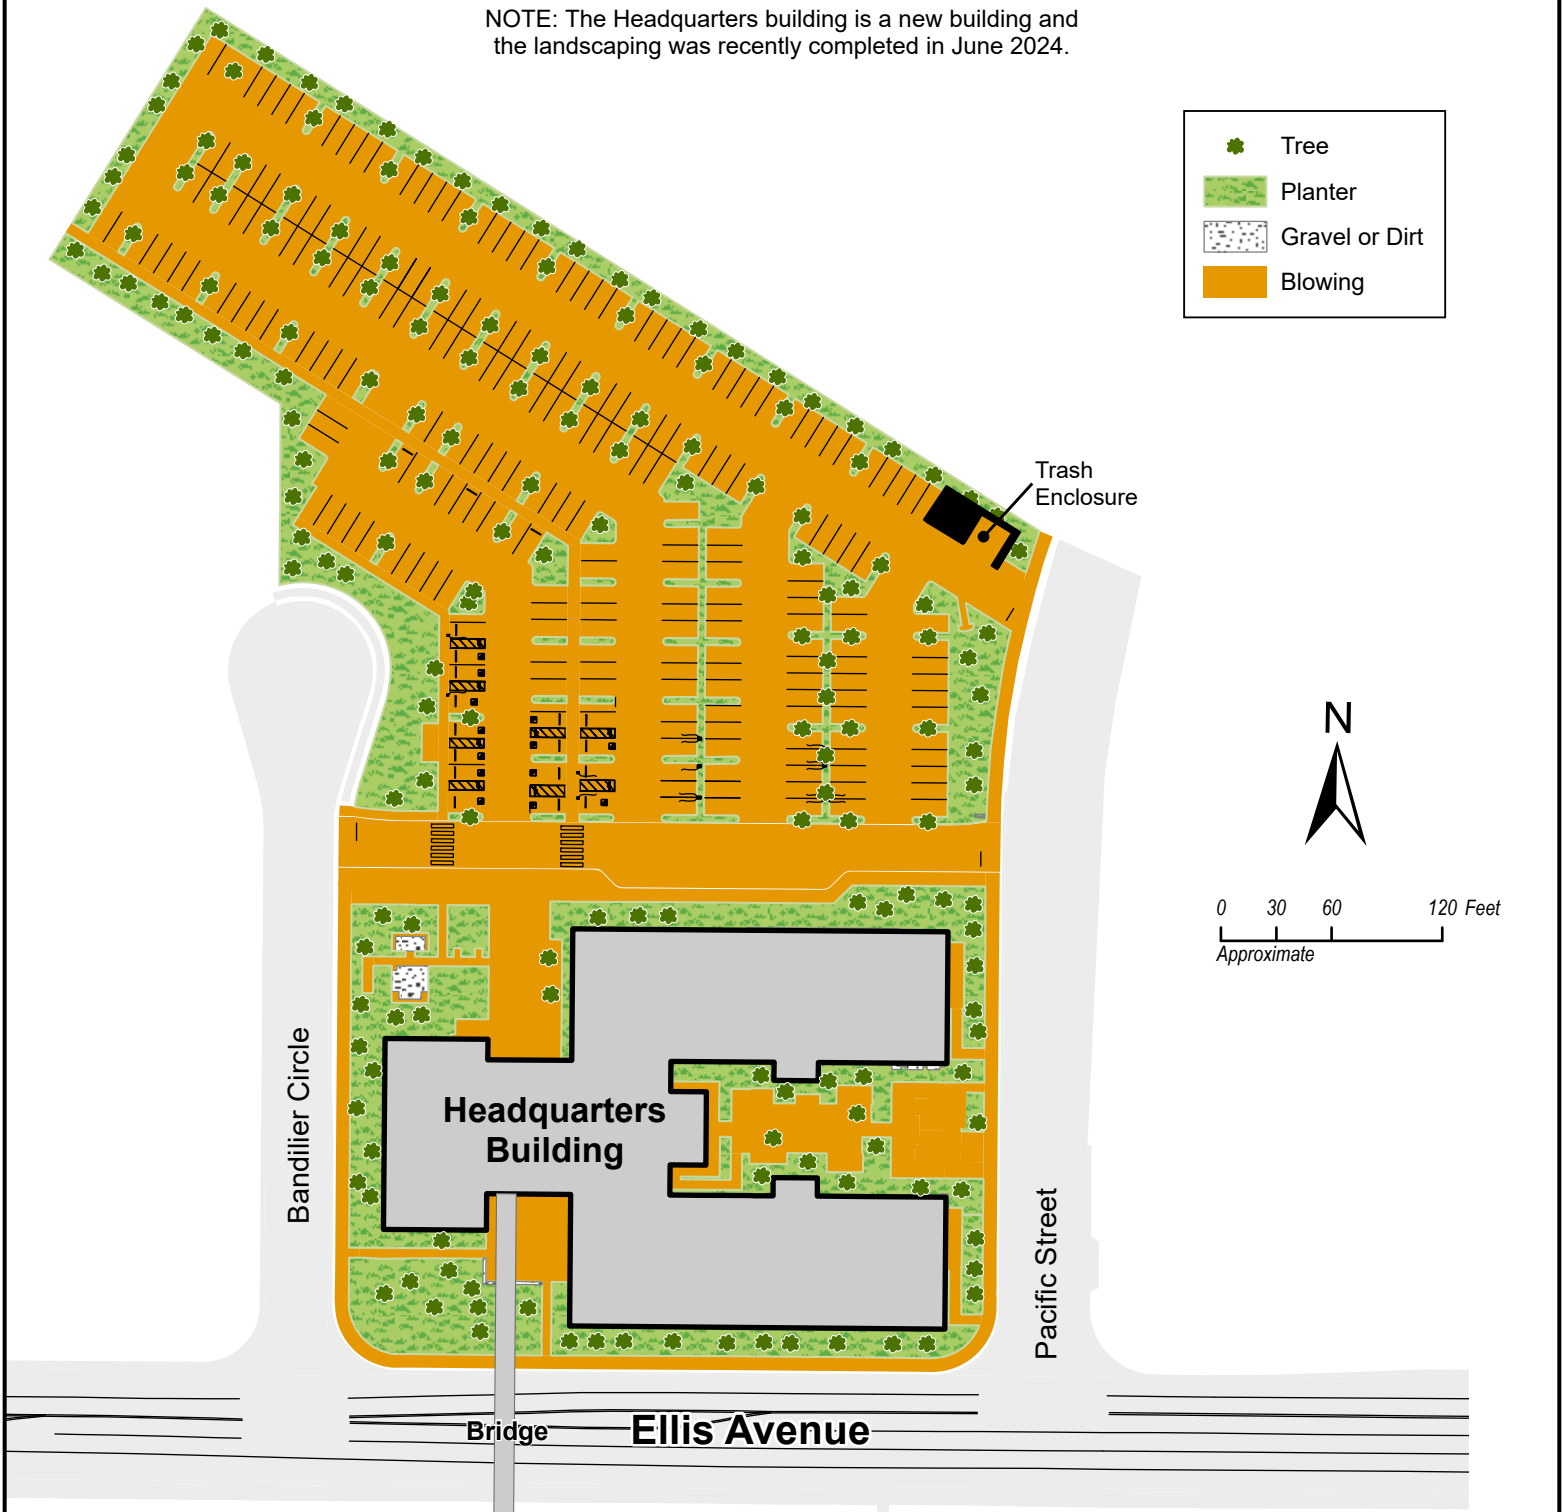 NOTE: The Headquarters building is a new building and
the landscaping was recently completed in June 2024.
Tree
Planter
Gravel or Dirt
Blowing
Trash
Enclosure
N
0 30 60 120 Feet
Approximate
Bandilier Circle
Headquarters
Building
Pacific Street
Bridge
Ellis Avenue